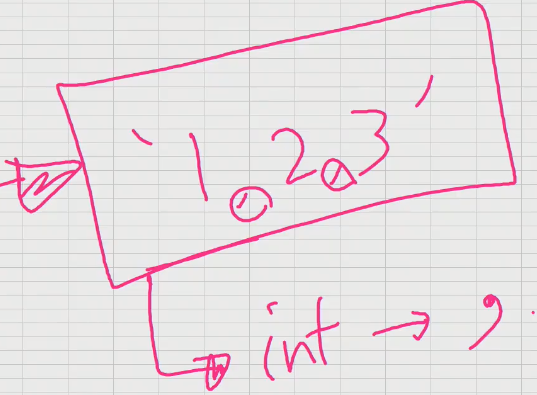 '1,2,3'
int → ,